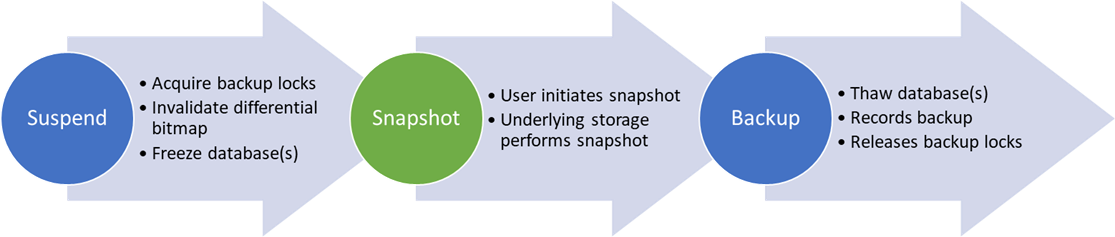 Suspend
• Acquire backup locks
• Invalidate differential
bitmap
• Freeze database(s)
Snapshot
• User initiates snapshot
• Underlying storage
performs snapshot
Backup
• Thaw database(s)
• Records backup
• Releases backup locks